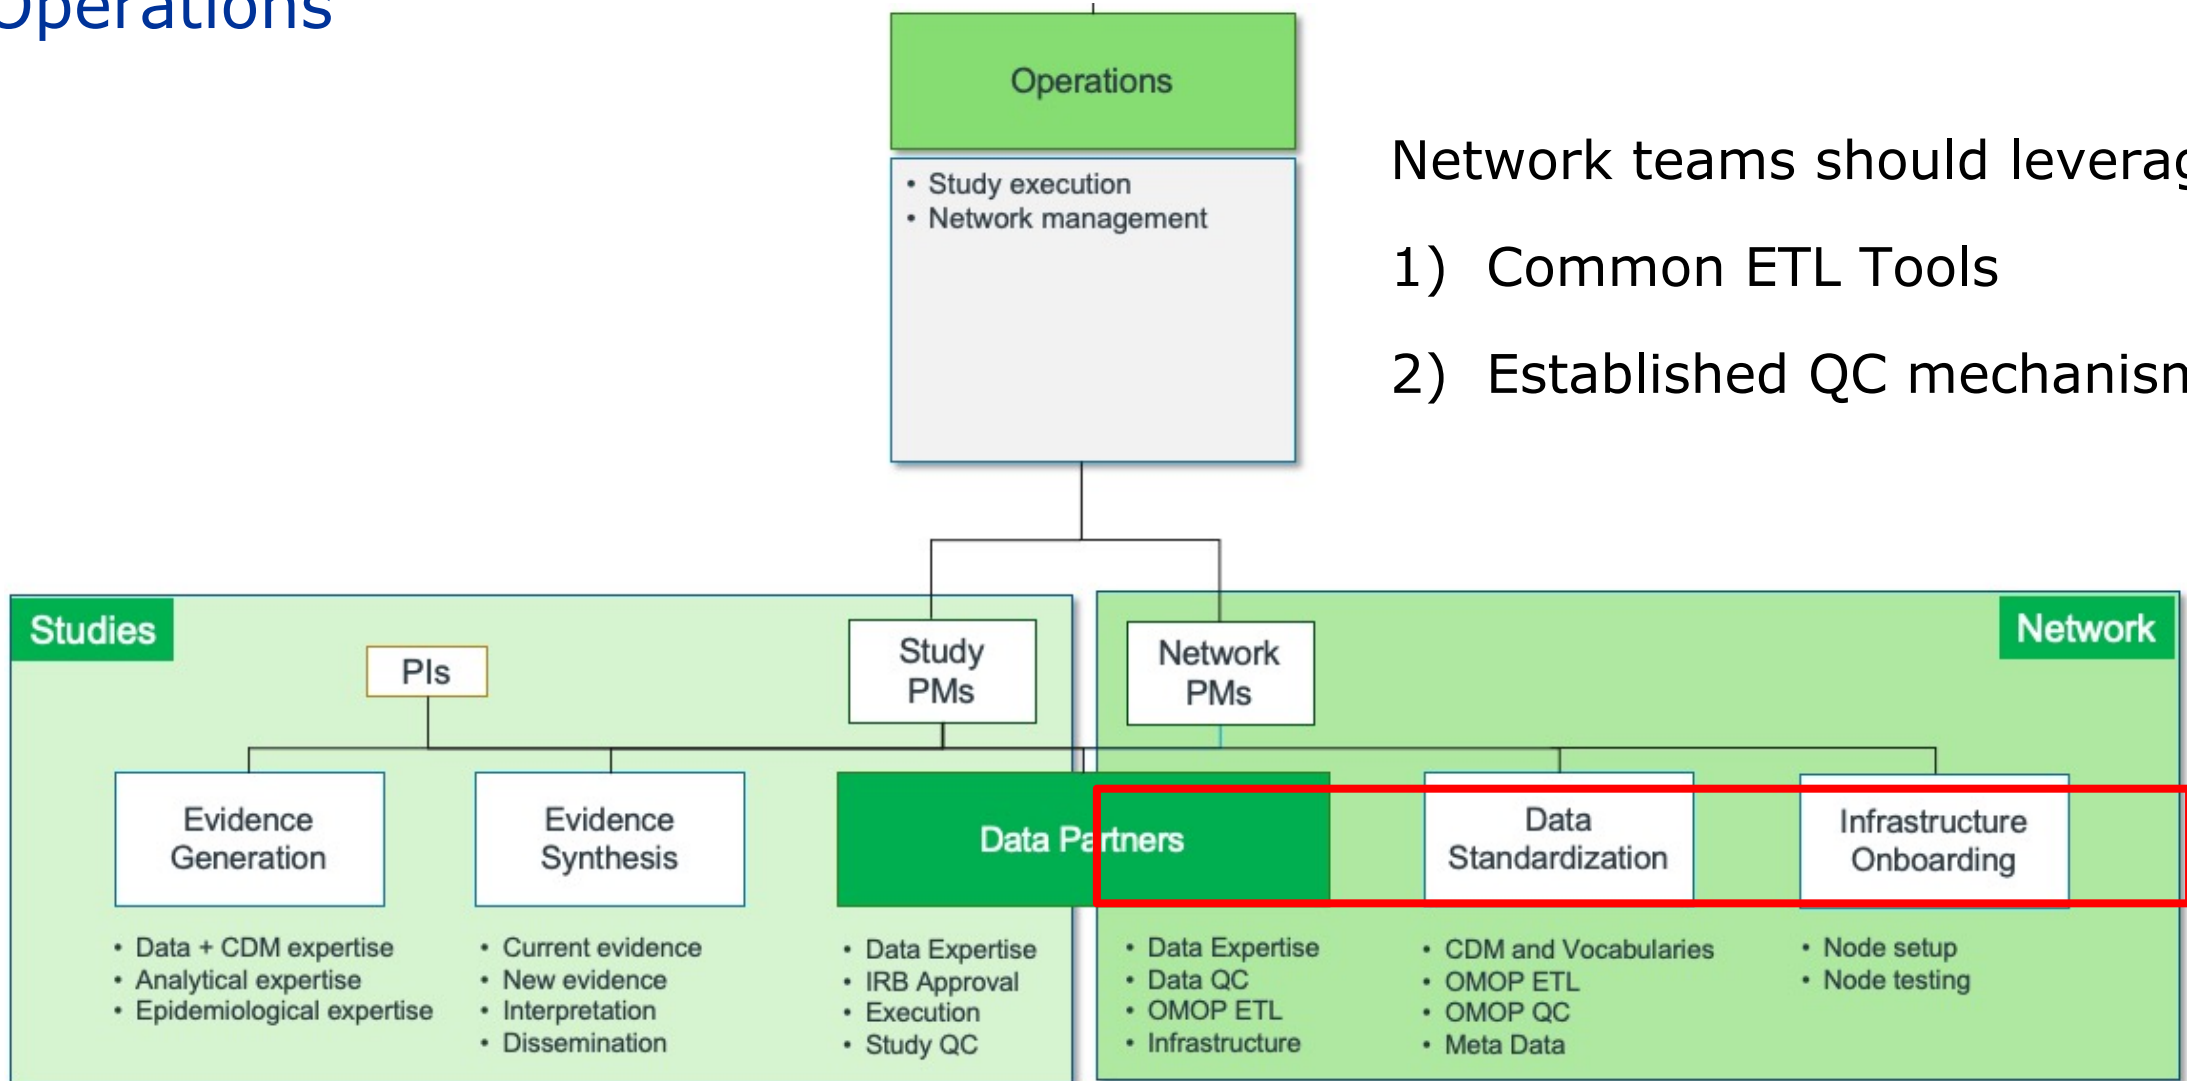 Operations
Operations
• Study execution
• Network management
Network teams should leverag
1) Common ETL Tools
2) Established QC mechanism
Studies
PIs
Study
PMs
Network
PMs
Network
Evidence
Generation
• Data + CDM expertise
• Analytical expertise
• Epidemiological expertise
Evidence
Synthesis
• Current evidence
• New evidence
• Interpretation
• Dissemination
Data Partners
• Data Expertise
• IRB Approval
• Execution
• Study QC
• Data Expertise
• Data QC
• OMOP ETL
• Infrastructure
Data
Standardization
• CDM and Vocabularies
• OMOP ETL
• OMOP QC
• Meta Data
Infrastructure
Onboarding
• Node setup
• Node testing